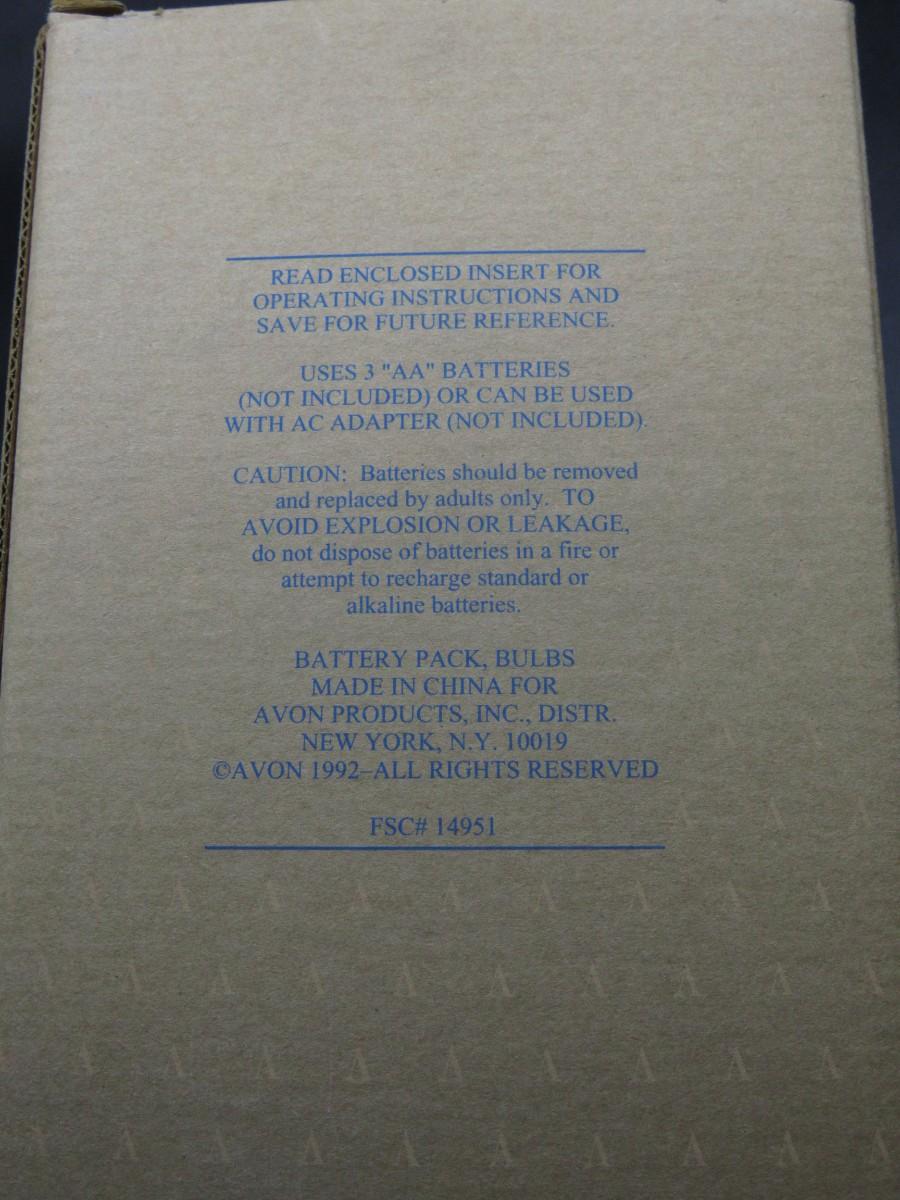 READ ENCLOSED INSERT FOR
OPERATING INSTRUCTIONS AND
SAVE FOR FUTURE REFERENCE.
USES 3 "AA" BATTERIES
(NOT INCLUDED) OR CAN BE USED
WITH AC ADAPTER (NOT INCLUDED).
CAUTION: Batteries should be removed
and replaced by adults only. TO
AVOID EXPLOSION OR LEAKAGE,
do not dispose of batteries in a fire or
attempt to recharge standard or
alkaline batteries.
BATTERY PACK, BULBS
MADE IN CHINA FOR
AVON PRODUCTS, INC., DISTR.
NEW YORK, N.Y. 10019
©AVON 1992–ALL RIGHTS RESERVED
FSC# 14951